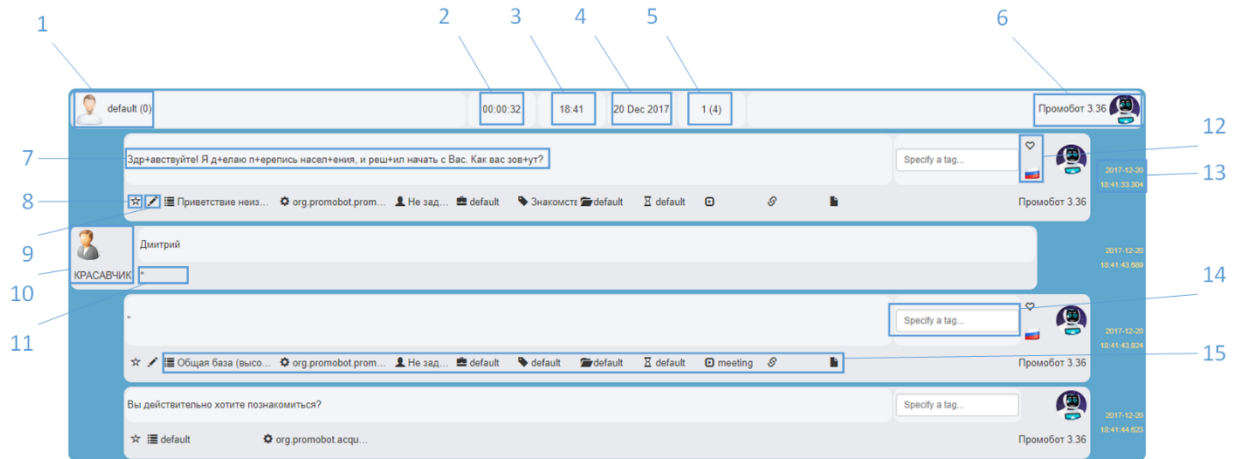 1 2 3 4 5 6
default (0) 00:00:32 18:41 20 Dec 2017 1 (4) Промобот 3.36
12
7 Здр+авствуйте! Я д+елаю п+ерепись насел+ения, и реш+ил начать с Вас. Как вас зов+ут? Specify a tag...
2017-12-20 13
18:41:33.304
8 Приветствие неиз... org.promobot.prom... Не зад... default Знакомств default default Промобот 3.36
9
Дмитрий
2017-12-20
18:41:43.689
КРАСАВЧИК "
10
14
" Specify a tag...
11
2017-12-20
18:41:43.824
Общая база (высо... org.promobot.prom... Не зад... default default default default meeting Промобот 3.36 15
Вы действительно хотите познакомиться? Specify a tag...
2017-12-20
18:41:44.623
default org.promobot.acqu... Промобот 3.36